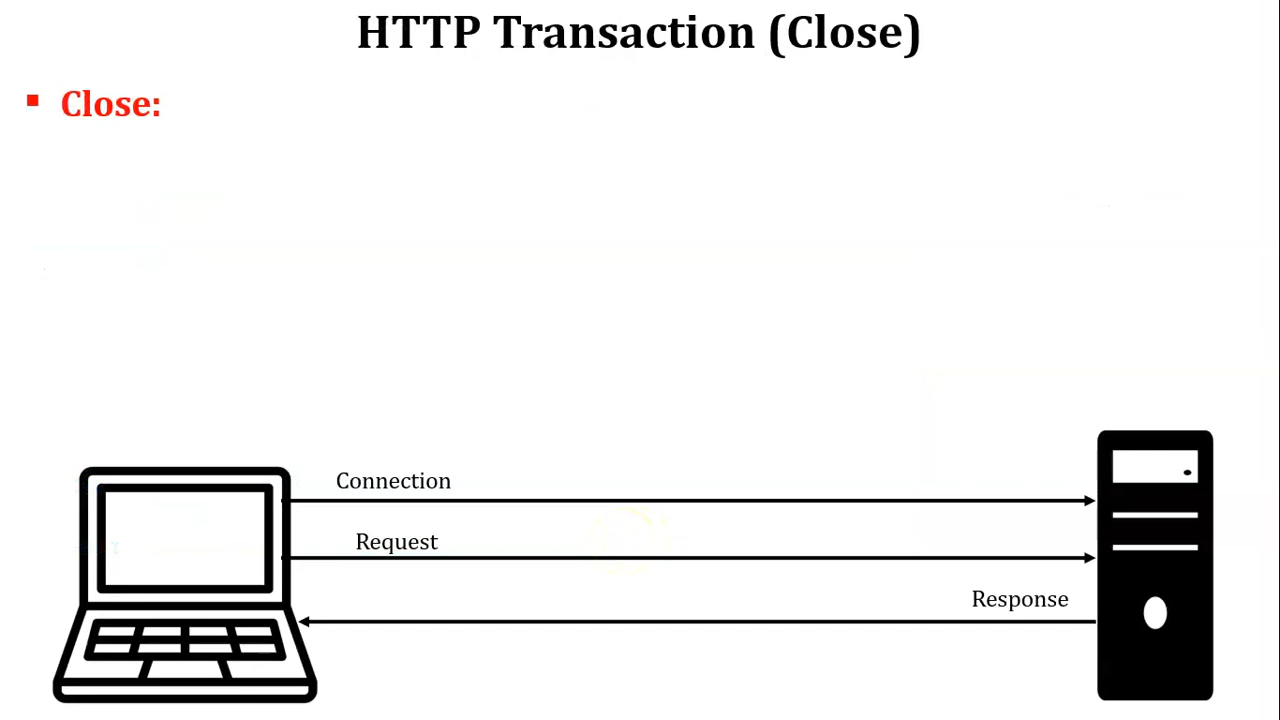 HTTP Transaction (Close)
▪ Close:
Connection
Request
Response